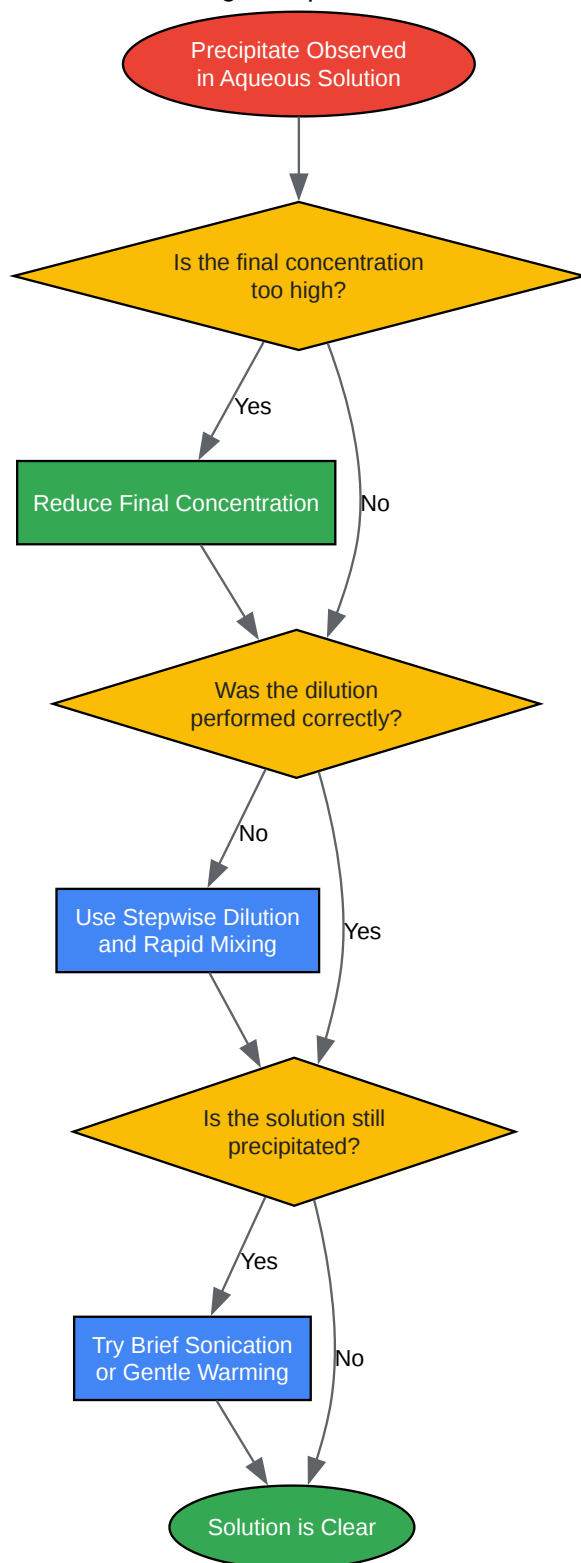 Precipitate Observed
in Aqueous Solution
Is the final concentration
too high?
Yes
Reduce Final Concentration
No
Was the dilution
performed correctly?
No
Use Stepwise Dilution
and Rapid Mixing
Yes
Is the solution still
precipitated?
Yes
Try Brief Sonication
or Gentle Warming
No
Solution is Clear